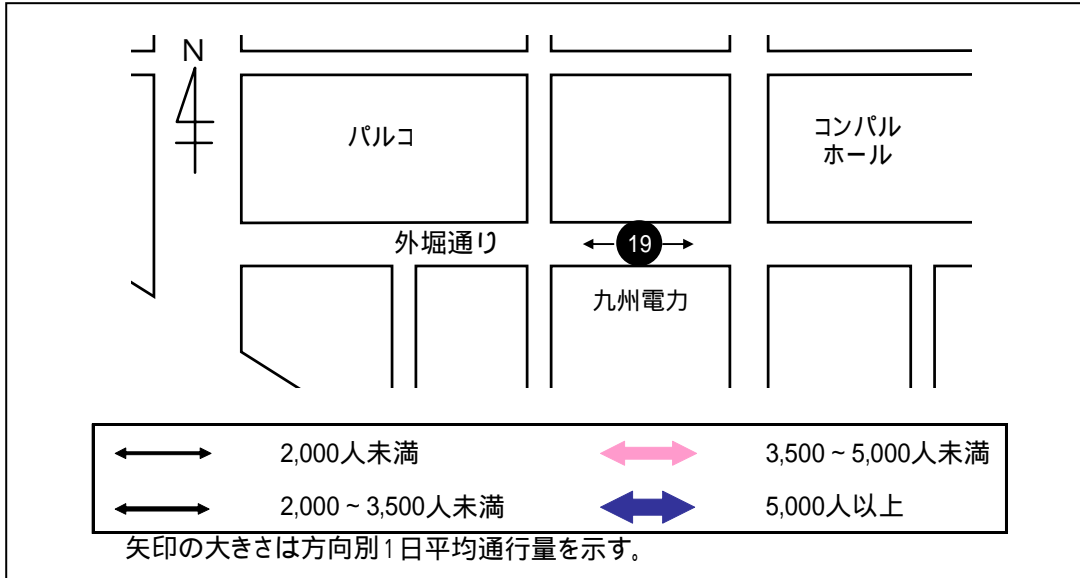 N
パルコ
コンパル
ホール
外堀通り
19
九州電力
2,000人未満
3,500 ~ 5,000人未満
2,000 ~ 3,500人未満
5,000人以上
矢印の大きさは方向別1日平均通行量を示す。